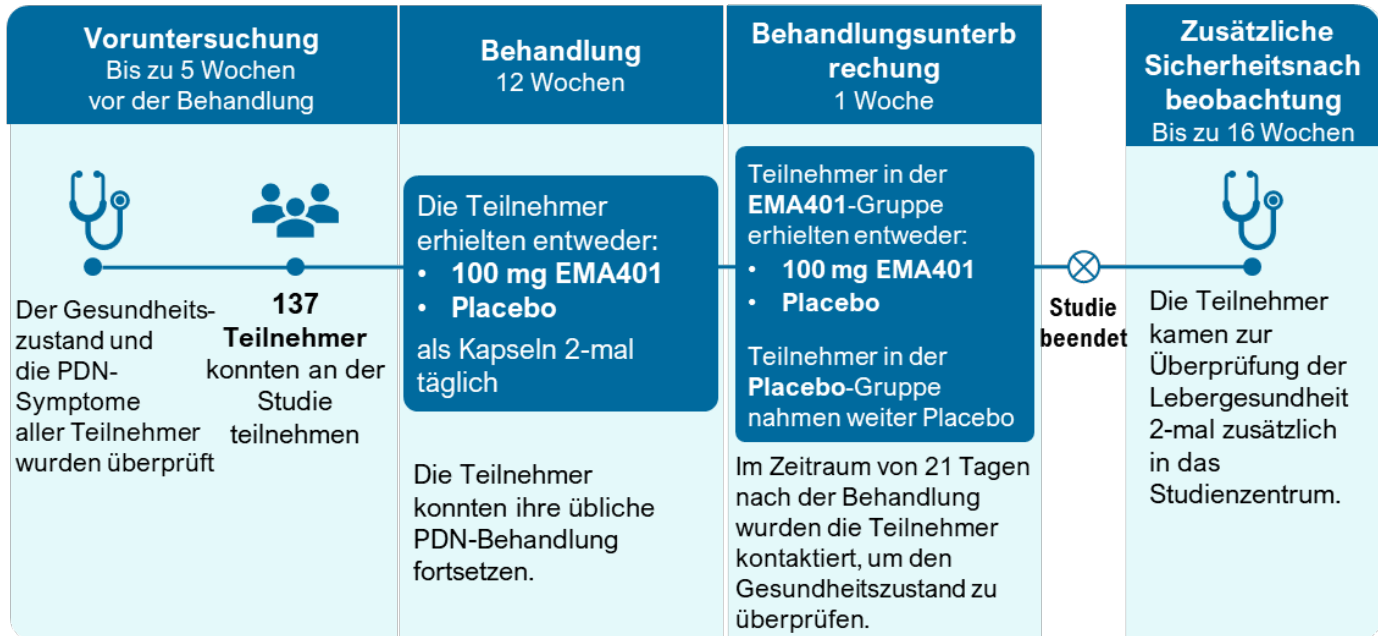 Voruntersuchung
Bis zu 5 Wochen
vor der Behandlung
Der Gesundheits-
zustand und
die PDN-
Symptome
aller Teilnehmer
wurden überprüft
137
Teilnehmer
konnten an der
Studie
teilnehmen
Behandlung
12 Wochen
Die Teilnehmer
erhielten entweder:
• 100 mg EMA401
• Placebo
als Kapseln 2-mal
täglich
Die Teilnehmer
konnten ihre übliche
PDN-Behandlung
fortsetzen.
Behandlungsunterb
rechung
1 Woche
Teilnehmer in der
EMA401-Gruppe
erhielten entweder:
• 100 mg EMA401
• Placebo
Teilnehmer in der
Placebo-Gruppe
nahmen weiter Placebo
Im Zeitraum von 21 Tagen
nach der Behandlung
wurden die Teilnehmer
kontaktiert, um den
Gesundheitszustand zu
überprüfen.
Studie
beendet
Zusätzliche
Sicherheitsnach
beobachtung
Bis zu 16 Wochen
Die Teilnehmer
kamen zur
Überprüfung der
Lebergesundheit
2-mal zusätzlich
in das
Studienzentrum.